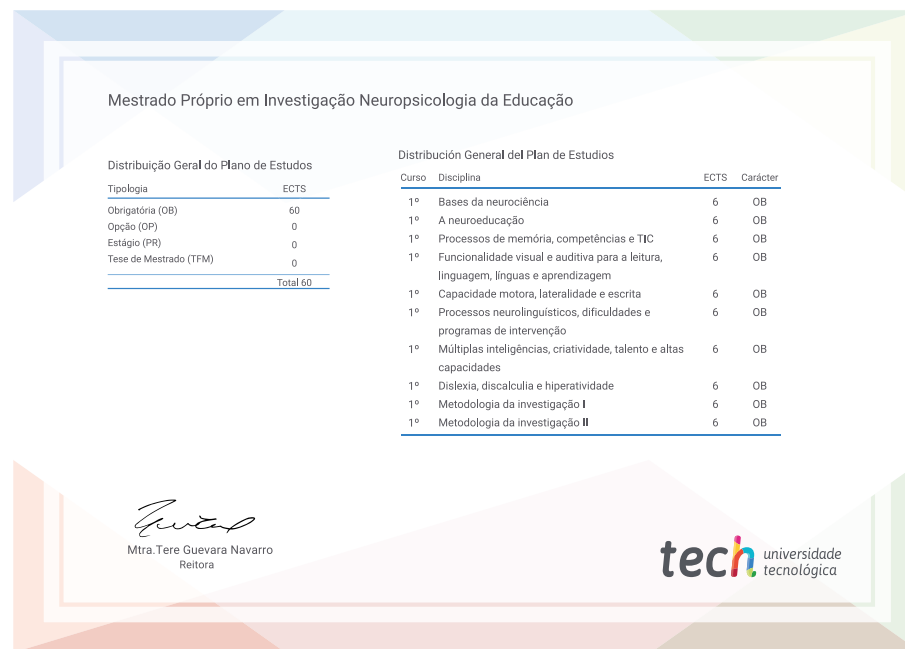 Mestrado Próprio em Investigação Neuropsicologia da Educação
Distribuição Geral do Plano de Estudos
Tipologia ECTS
Obrigatória (OB) 60
Opção (OP) 0
Estágio (PR) 0
Tese de Mestrado (TFM) 0
Total 60
Distribución General del Plan de Estudios
Curso Disciplina ECTS Carácter
1º Bases da neurociência 6 OB
1º A neuroeducação 6 OB
1º Processos de memória, competências e TIC 6 OB
1º Funcionalidade visual e auditiva para a leitura, 6 OB
linguagem, línguas e aprendizagem
1º Capacidade motora, lateralidade e escrita 6 OB
1º Processos neurolinguísticos, dificuldades e 6 OB
programas de intervenção
1º Múltiplas inteligências, criatividade, talento e altas 6 OB
capacidades
1º Dislexia, discalculia e hiperatividade 6 OB
1º Metodologia da investigação I 6 OB
1º Metodologia da investigação II 6 OB
Mtra.Tere Guevara Navarro
Reitora
tech universidade
tecnológica